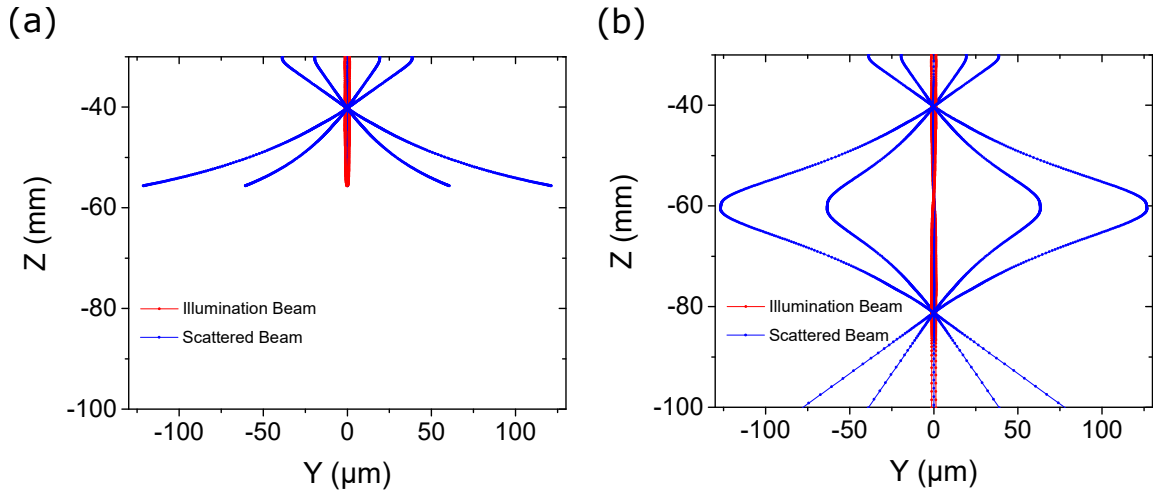 (a)
(b)
-40
-60
-80
-100
Z (mm)
Illumination Beam
Scattered Beam
-100 -50 0 50 100
Y (µm)
-40
-60
-80
-100
Z (mm)
Illumination Beam
Scattered Beam
-100 -50 0 50 100
Y (µm)